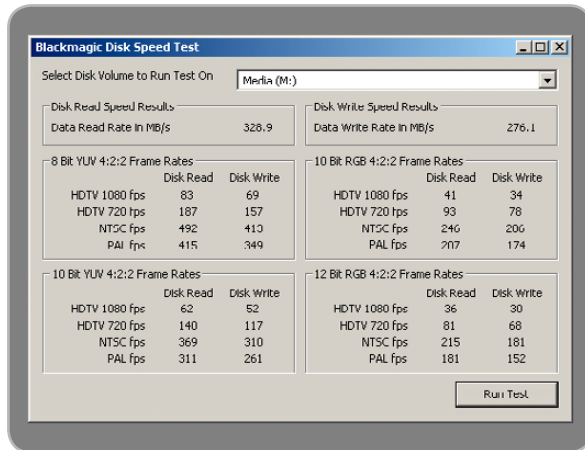 Blackmagic Disk Speed Test
Select Disk Volume to Run Test On Media (M:)
Disk Read Speed Results
Data Read Rate in MB/s 328.9
Disk Write Speed Results
Data Write Rate in MB/s 276.1
8 Bit YUV 4:2:2 Frame Rates
Disk Read Disk Write
HDTV 1080 fps 83 69
HDTV 720 fps 187 157
NTSC fps 492 413
PAL fps 415 349
10 Bit RGB 4:2:2 Frame Rates
Disk Read Disk Write
HDTV 1080 fps 41 34
HDTV 720 fps 93 78
NTSC fps 246 206
PAL fps 207 174
10 Bit YUV 4:2:2 Frame Rates
Disk Read Disk Write
HDTV 1080 fps 62 52
HDTV 720 fps 140 117
NTSC fps 369 310
PAL fps 311 261
12 Bit RGB 4:2:2 Frame Rates
Disk Read Disk Write
HDTV 1080 fps 36 30
HDTV 720 fps 81 68
NTSC fps 215 181
PAL fps 181 152
Run Test